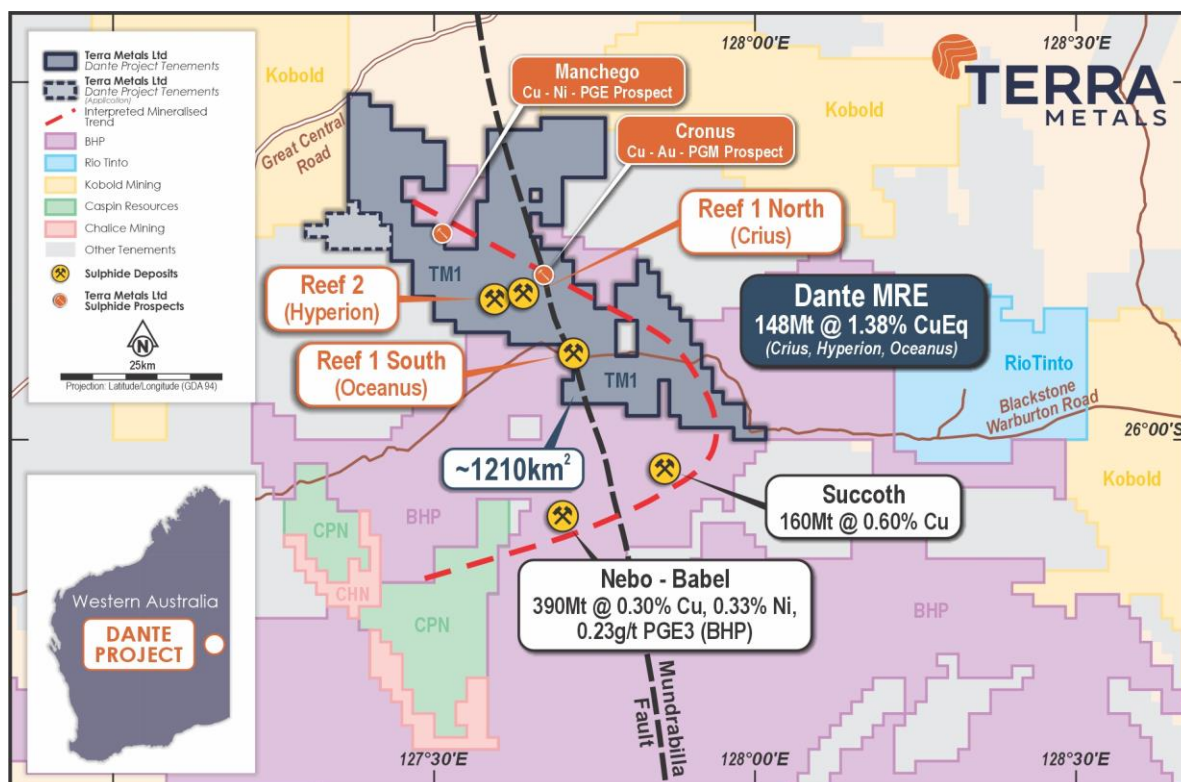 Terra Metals Ltd
Dante Project Tenements
Terra Metals Ltd
Dante Project Tenements
(Application)
Interpreted Mineralised
Trend
BHP
Rio Tinto
Kobold Mining
Caspin Resources
Chalice Mining
Other Tenements
Sulphide Deposits
Terra Metals Ltd
Sulphide Prospects
N
25km
Projection: Latitude/Longitude (GDA 94)
128°00'E
128°30'E
TERRA
METALS
Kobold
Kobold
Great Central
Road
Manchego
Cu - Ni - PGE Prospect
Cronus
Cu - Au - PGM Prospect
Reef 1 North
(Crius)
TM1
Reef 2
(Hyperion)
Dante MRE
148Mt @ 1.38% CuEq
(Crius, Hyperion, Oceanus)
Reef 1 South
(Oceanus)
TM1
RioTinto
Blackstone
Warburton Road
26°00'S
~1210km²
Kobold
Succoth
160Mt @ 0.60% Cu
CPN
BHP
Nebo - Babel
390Mt @ 0.30% Cu, 0.33% Ni,
0.23g/t PGE3 (BHP)
CHN
CPN
BHP
Western Australia
DANTE
PROJECT
Mundrabilla
Fault
127°30'E
128°00'E
128°30'E